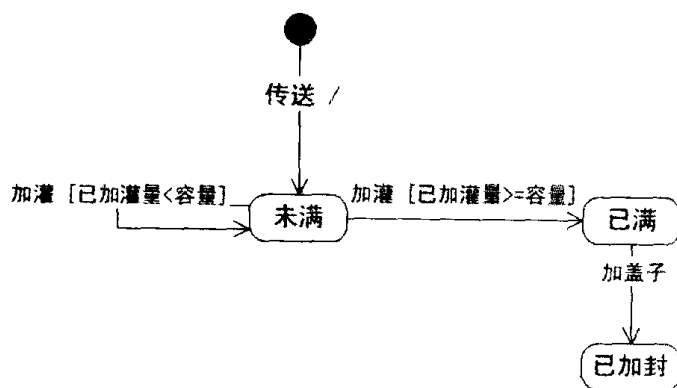 传送 /
加灌 [已加灌量<容量]
加灌 [已加灌量>=容量]
未满
已满
加盖子
已加封